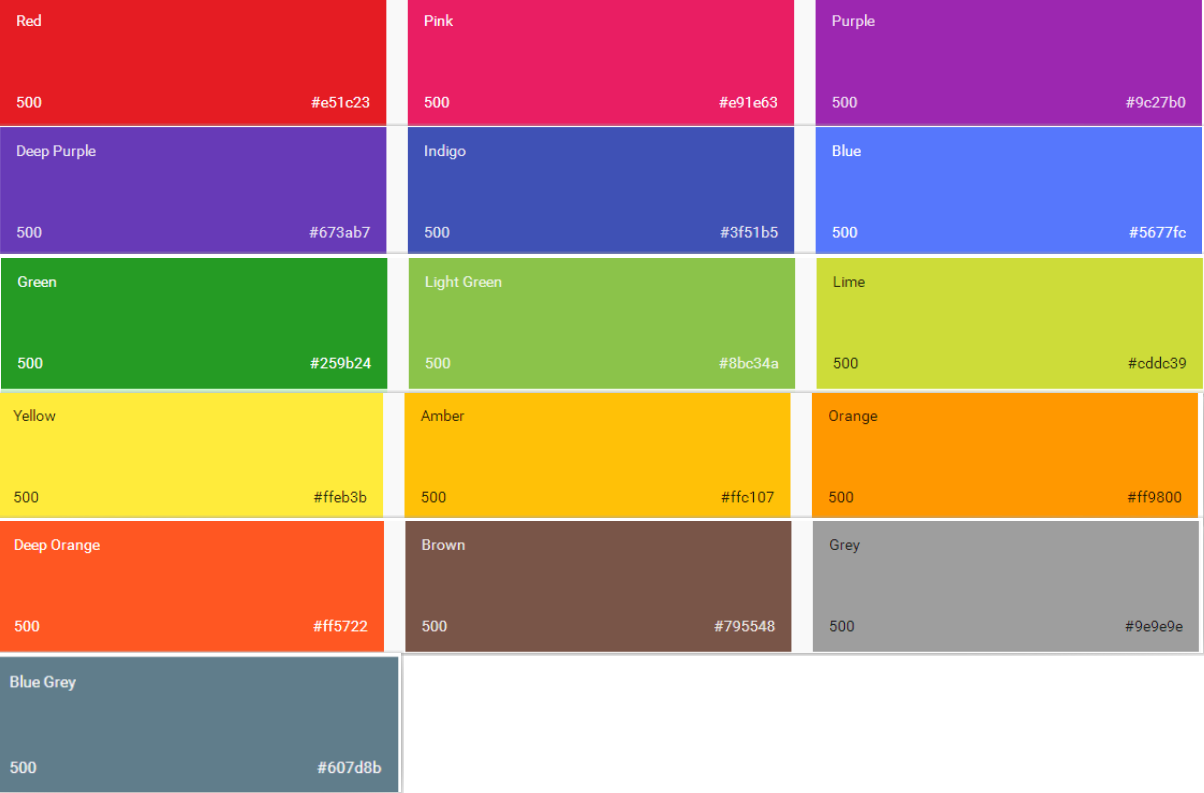 Red
500 #e51c23
Pink
500 #e91e63
Purple
500 #9c27b0
Deep Purple
500 #673ab7
Indigo
500 #3f51b5
Blue
500 #5677fc
Green
500 #259b24
Light Green
500 #8bc34a
Lime
500 #cddc39
Yellow
500 #ffeb3b
Amber
500 #ffc107
Orange
500 #ff9800
Deep Orange
500 #ff5722
Brown
500 #795548
Grey
500 #9e9e9e
Blue Grey
500 #607d8b